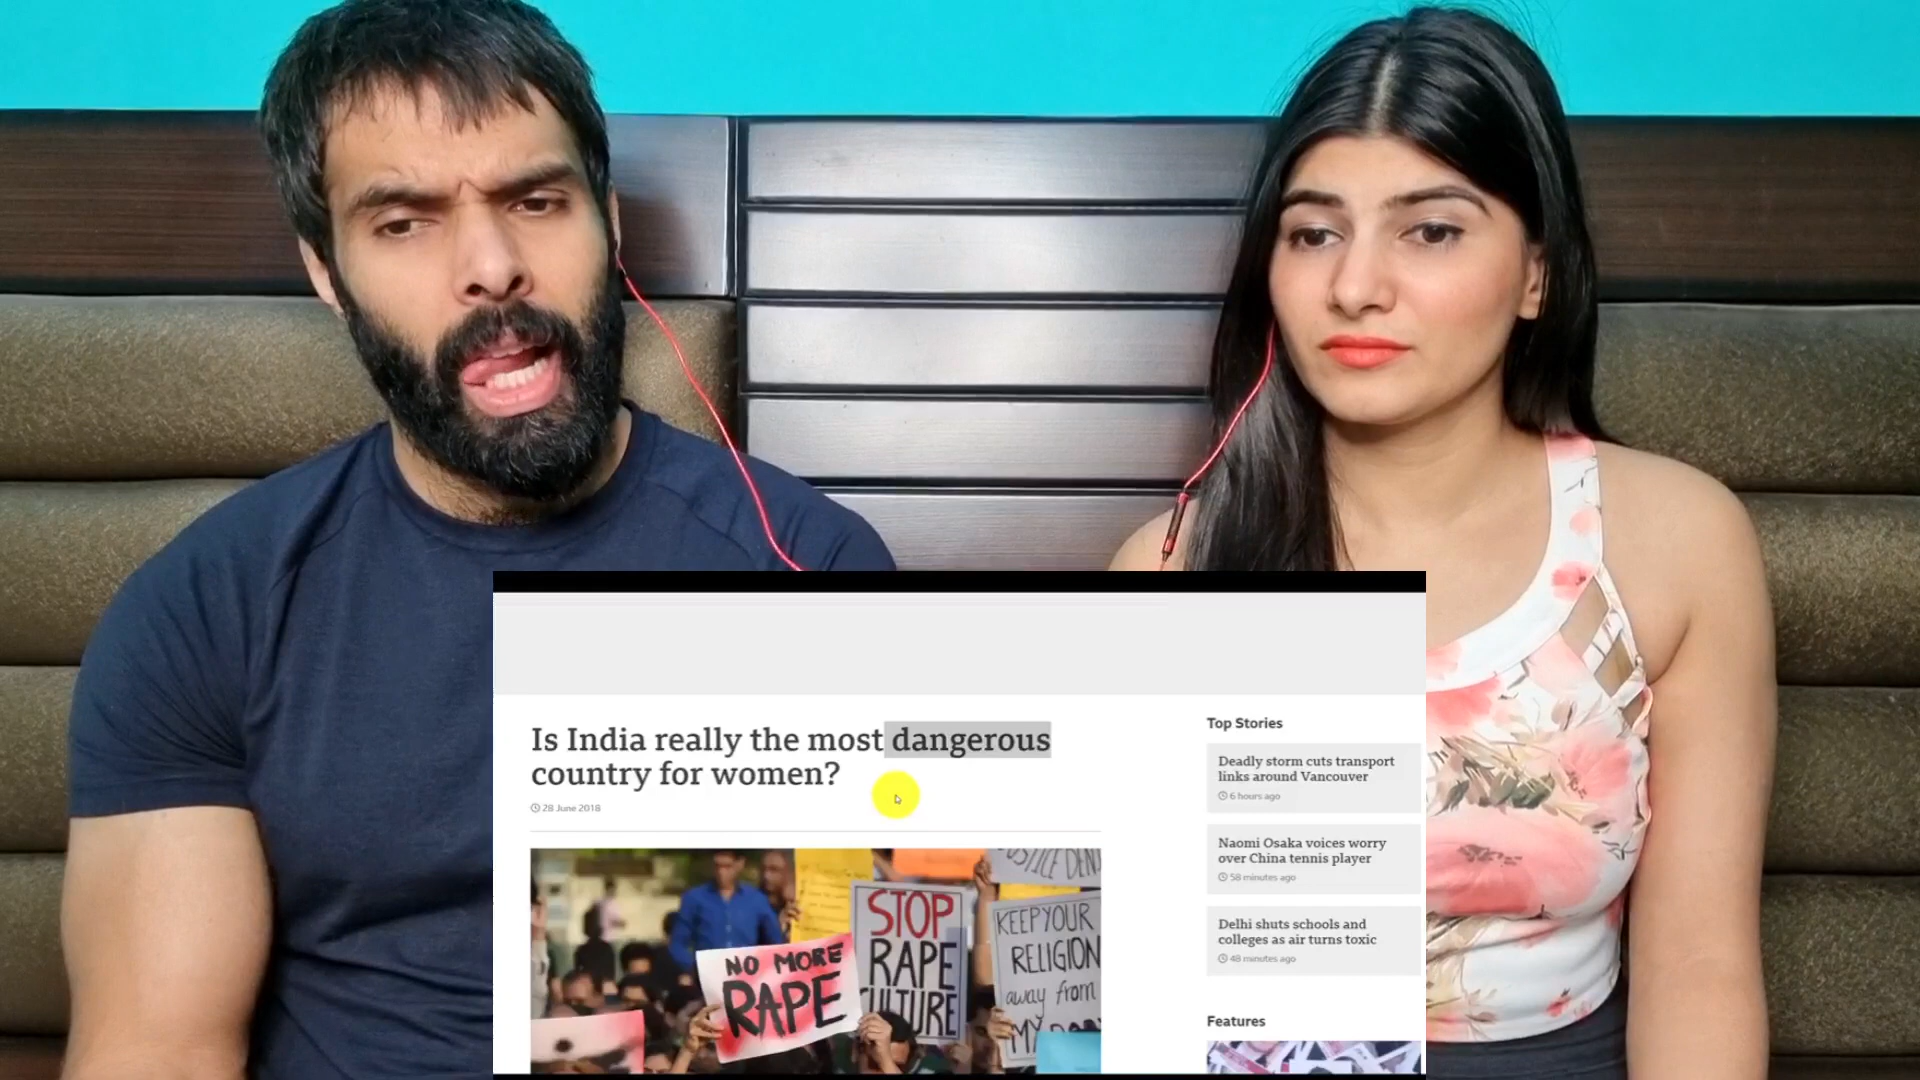 Is India really the most dangerous
country for women?
28 June 2018
NO MORE
RAPE
STOP
RAPE
CULTURE
KEEP YOUR
RELIGION
away from
MY
Top Stories
Deadly storm cuts transport
links around Vancouver
6 hours ago
Naomi Osaka voices worry
over China tennis player
58 minutes ago
Delhi shuts schools and
colleges as air turns toxic
48 minutes ago
Features